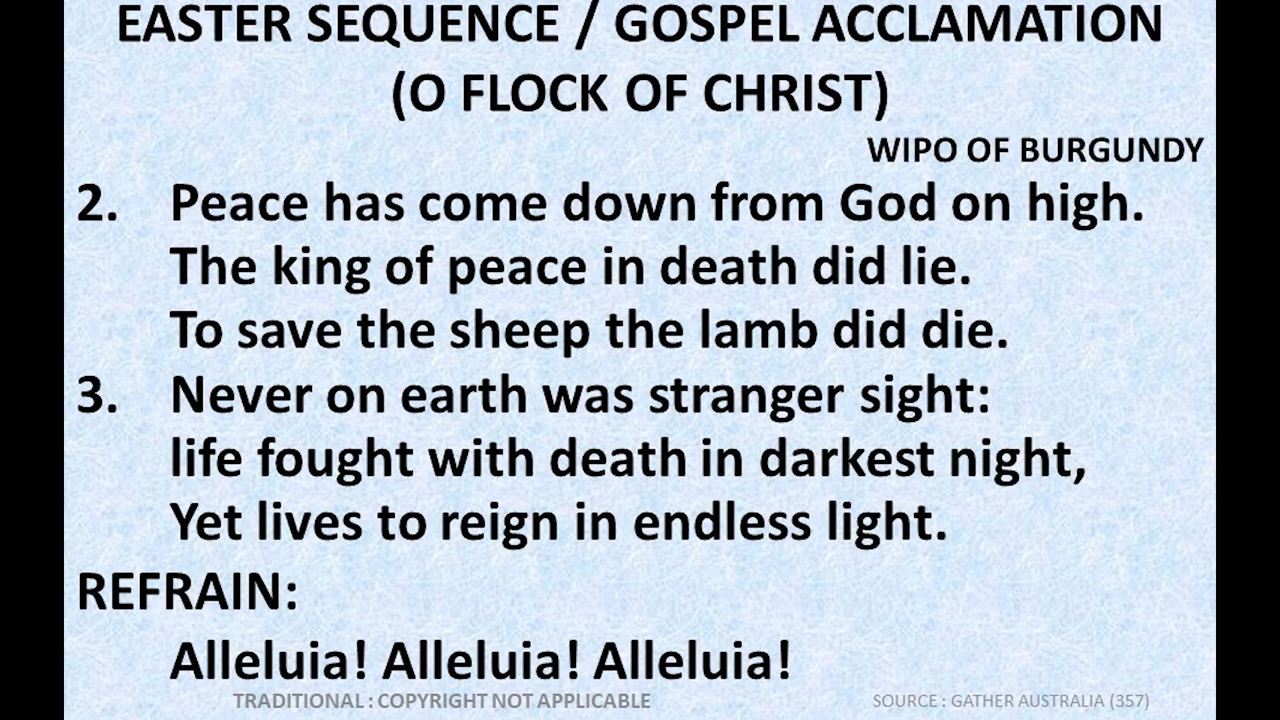 EASTER SEQUENCE / GOSPEL ACCLAMATION
(O FLOCK OF CHRIST)
WIPO OF BURGUNDY
2. Peace has come down from God on high.
The king of peace in death did lie.
To save the sheep the lamb did die.
3. Never on earth was stranger sight:
life fought with death in darkest night,
Yet lives to reign in endless light.
REFRAIN:
Alleluia! Alleluia! Alleluia!
TRADITIONAL : COPYRIGHT NOT APPLICABLE SOURCE : GATHER AUSTRALIA (357)